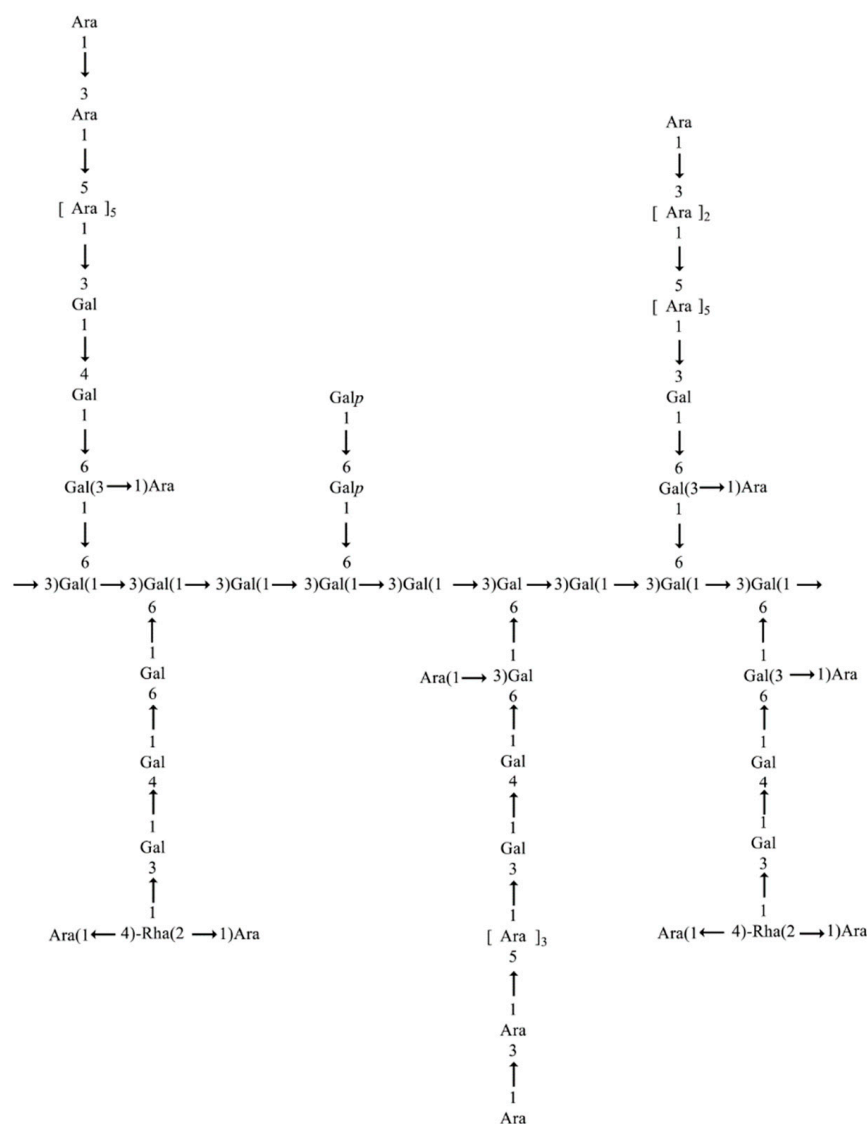 Ara
1
3
Ara
1
5
[ Ara ]5
1
3
Gal
1
4
Gal
1
6
Gal(3→1)Ara
1
6
Galp
1
6
Galp
1
6
Ara
1
3
[ Ara ]2
1
5
[ Ara ]5
1
3
Gal
1
6
Gal(3→1)Ara
1
6
→ 3)Gal(1→ 3)Gal(1 → 3)Gal(1 → 3)Gal(1→ 3)Gal(1 → 3)Gal → 3)Gal(1 → 3)Gal(1 → 3)Gal(1 →
6
1
Gal
6
1
Gal
4
1
Gal
3
1
Ara(1← 4)-Rha(2 →1)Ara
6
1
Ara(1→ 3)Gal
6
1
Gal
4
1
Gal
3
1
[ Ara ]3
5
1
Ara
3
1
Ara
6
1
Gal(3 →1)Ara
6
1
Gal
4
1
Gal
3
1
Ara(1← 4)-Rha(2→1)Ara